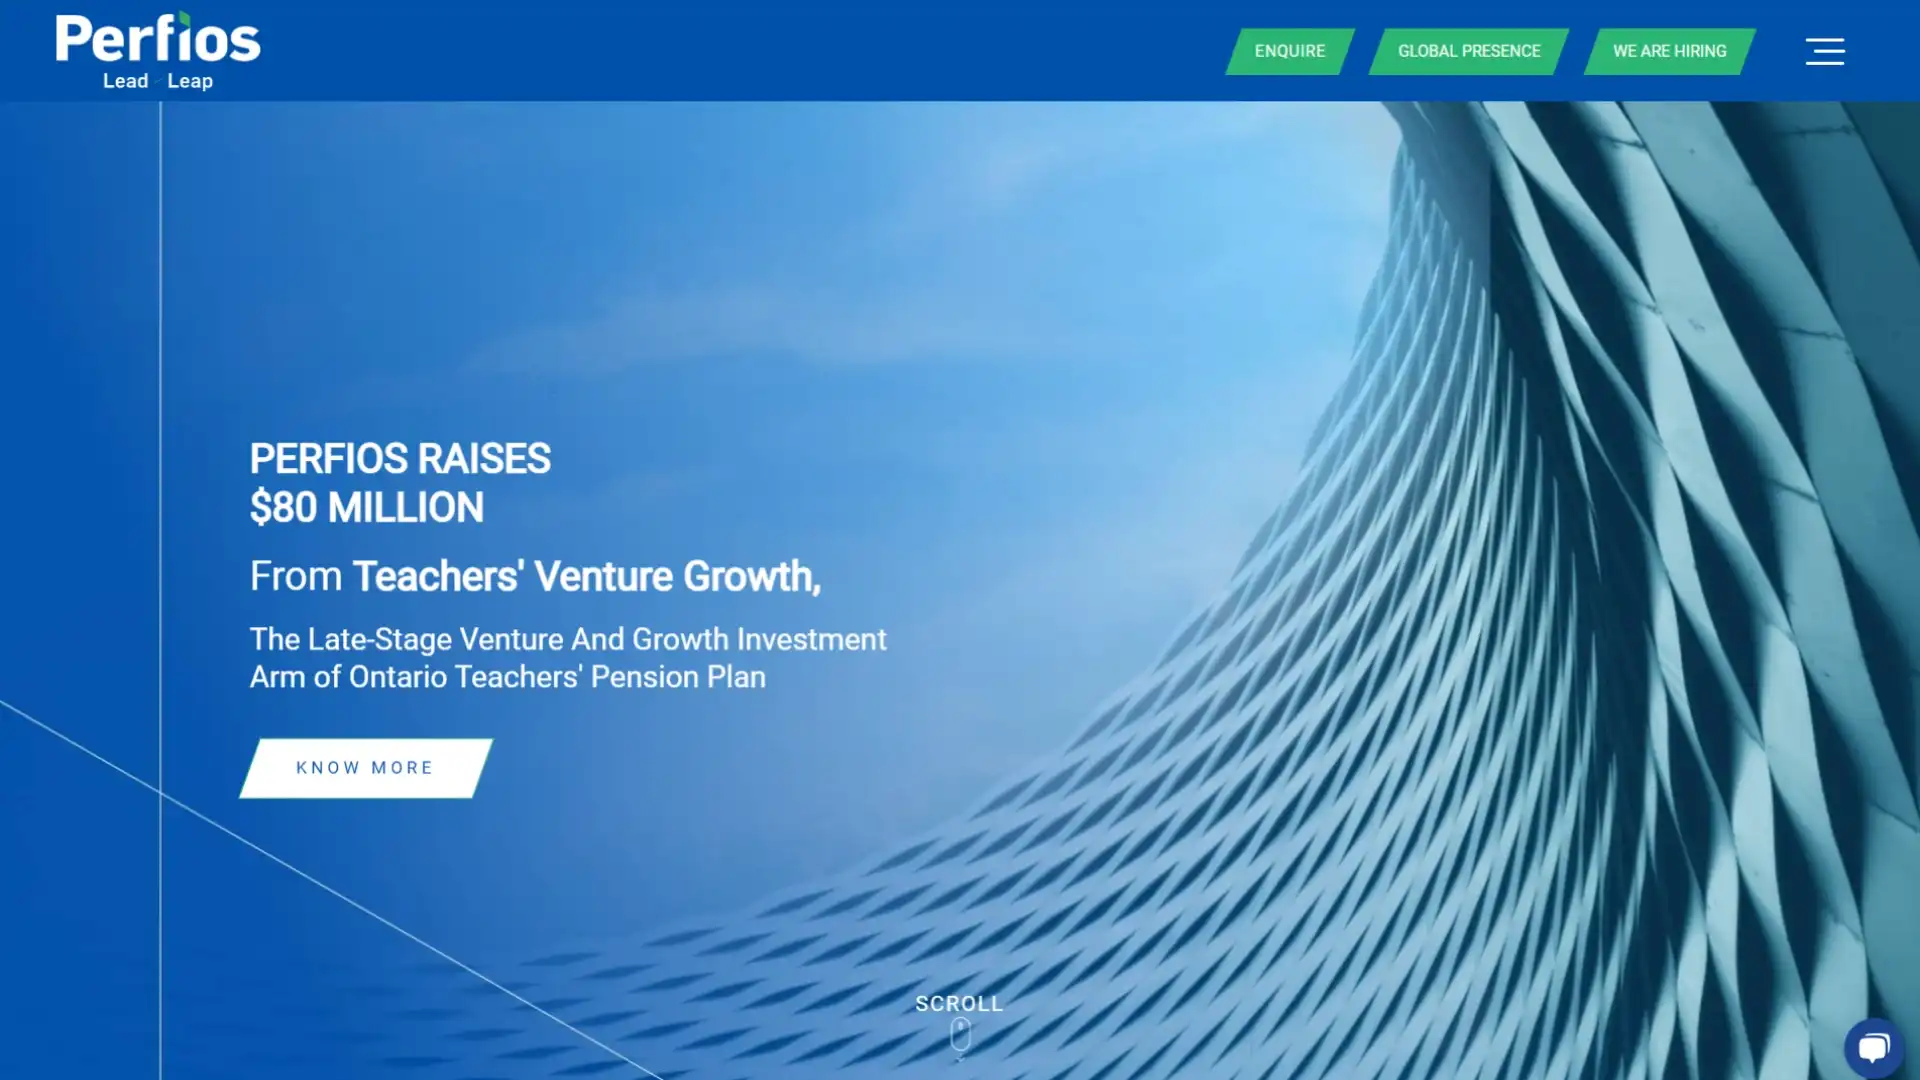 Perfios
Lead - Leap
ENQUIRE
GLOBAL PRESENCE
WE ARE HIRING
PERFIOS RAISES
$80 MILLION
From Teachers' Venture Growth,
The Late-Stage Venture And Growth Investment
Arm of Ontario Teachers' Pension Plan
KNOW MORE
SCROLL